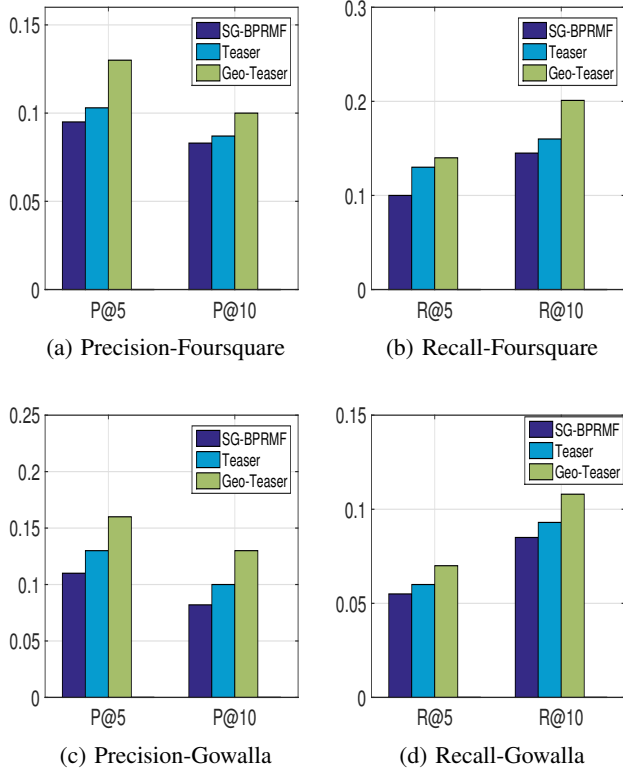 0.15
0.1
0.05
0
SG-BPRMF
Teaser
Geo-Teaser
P@5
P@10
(a) Precision-Foursquare
0.3
0.2
0.1
0
SG-BPRMF
Teaser
Geo-Teaser
R@5
R@10
(b) Recall-Foursquare
0.25
0.2
0.15
0.1
0.05
0
SG-BPRMF
Teaser
Geo-Teaser
P@5
P@10
(c) Precision-Gowalla
0.15
0.1
0.05
0
SG-BPRMF
Teaser
Geo-Teaser
R@5
R@10
(d) Recall-Gowalla